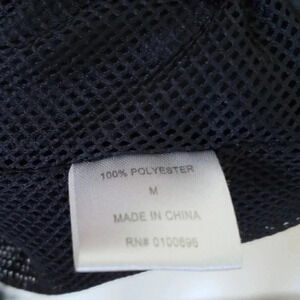 100% POLYESTER
M
MADE IN CHINA
RN# 0100896